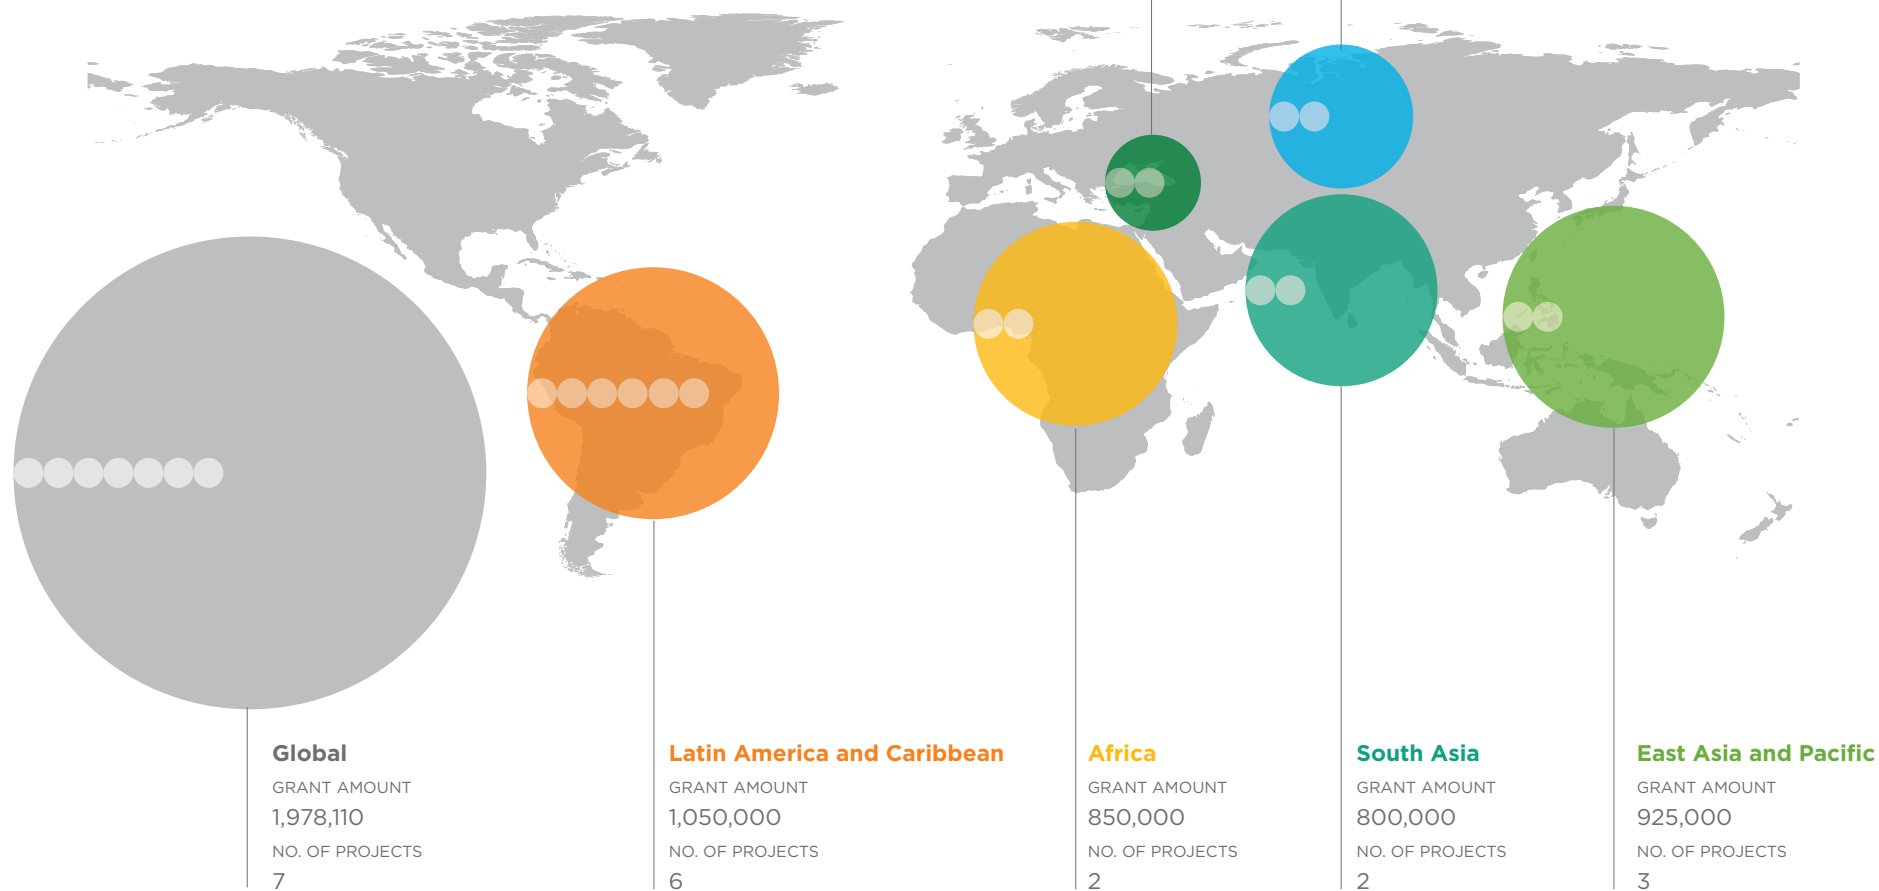 Global
GRANT AMOUNT
1,978,110
NO. OF PROJECTS
7
Latin America and Caribbean
GRANT AMOUNT
1,050,000
NO. OF PROJECTS
6
Africa
GRANT AMOUNT
850,000
NO. OF PROJECTS
2
South Asia
GRANT AMOUNT
800,000
NO. OF PROJECTS
2
East Asia and Pacific
GRANT AMOUNT
925,000
NO. OF PROJECTS
3